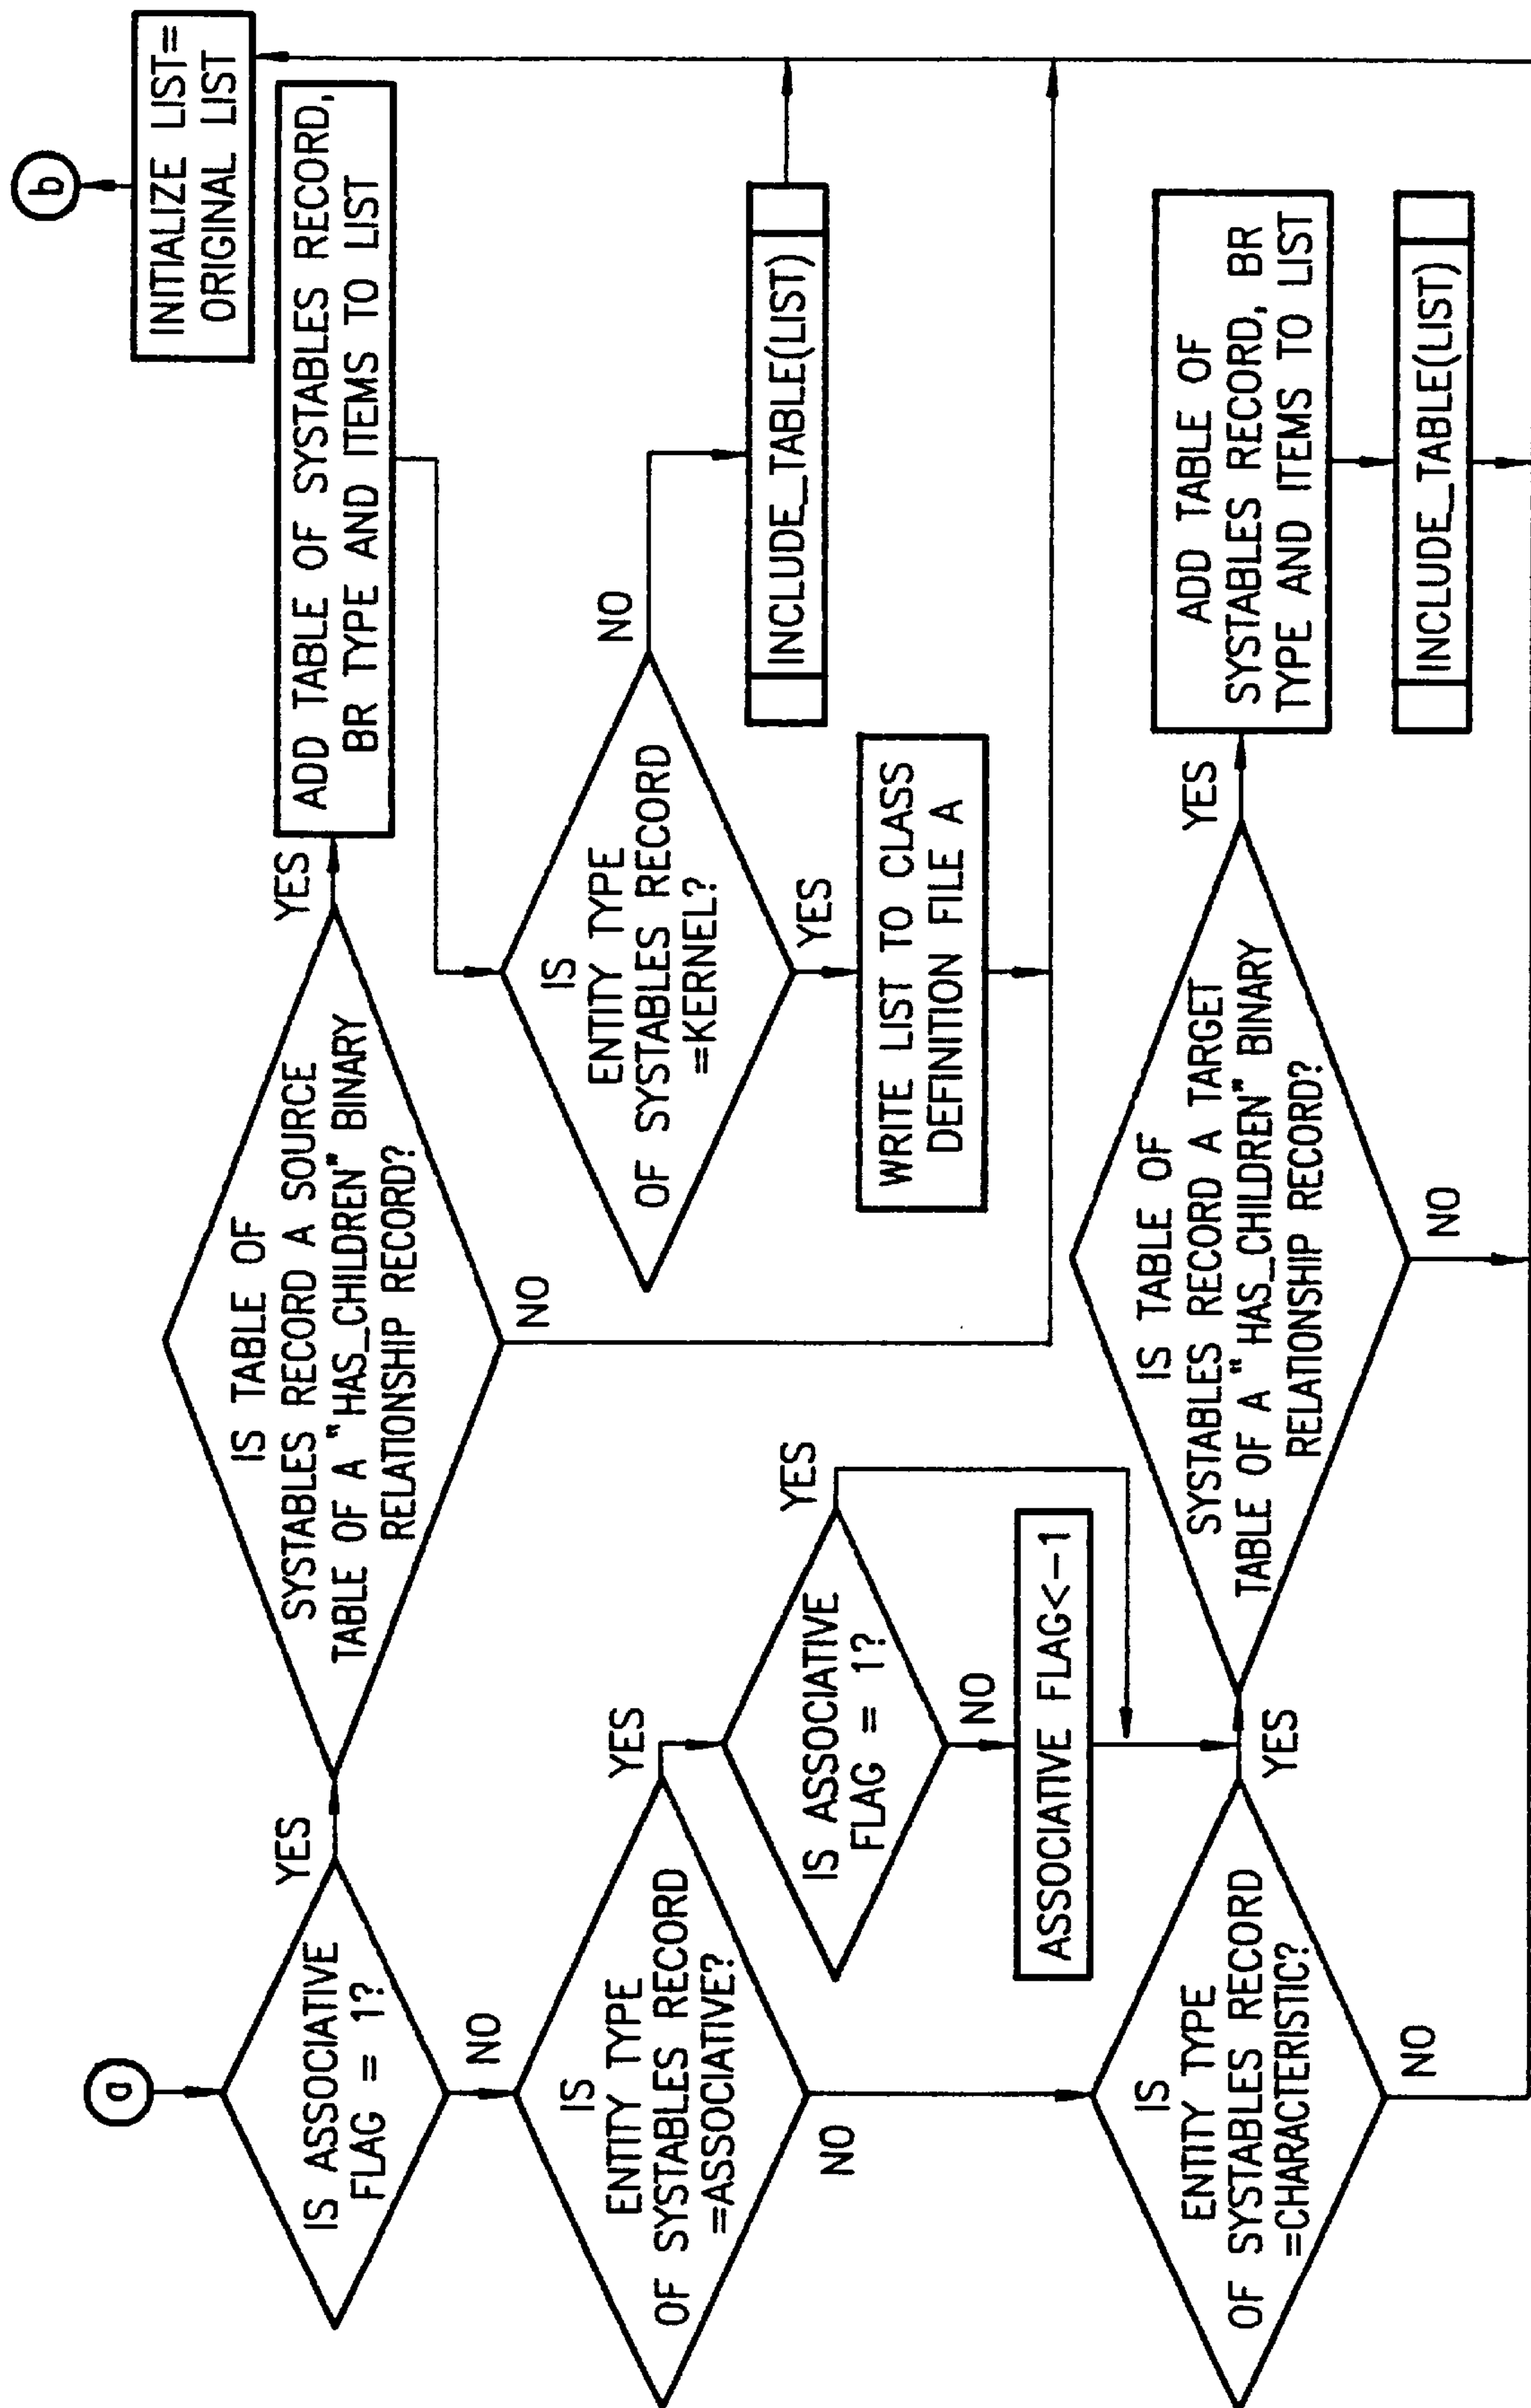 a
IS ASSOCIATIVE
FLAG = 1?
YES
NO
IS TABLE OF
SYSTABLES RECORD A SOURCE
TABLE OF A "HAS_CHILDREN" BINARY
RELATIONSHIP RECORD?
YES
NO
ADD TABLE OF SYSTABLES RECORD,
BR TYPE AND ITEMS TO LIST
INITIALIZE LIST=
ORIGINAL LIST
b
IS
ENTITY TYPE
OF SYSTABLES RECORD
=KERNEL?
NO
YES
INCLUDE_TABLE(LIST)
WRITE LIST TO CLASS
DEFINITION FILE A
IS
ENTITY TYPE
OF SYSTABLES RECORD
=ASSOCIATIVE?
YES
NO
IS ASSOCIATIVE
FLAG = 1?
YES
NO
ASSOCIATIVE FLAG<-1
IS
ENTITY TYPE
OF SYSTABLES RECORD
=CHARACTERISTIC?
YES
NO
IS TABLE OF
SYSTABLES RECORD A TARGET
TABLE OF A "HAS_CHILDREN" BINARY
RELATIONSHIP RECORD?
YES
NO
ADD TABLE OF
SYSTABLES RECORD, BR
TYPE AND ITEMS TO LIST
INCLUDE_TABLE(LIST)